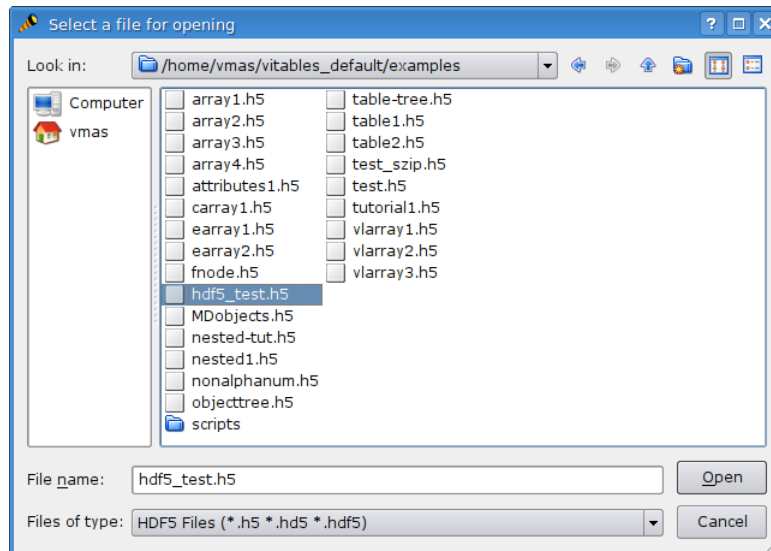 Select a file for opening
Look in: /home/vmas/vitables_default/examples
Computer
vmas
array1.h5
array2.h5
array3.h5
array4.h5
attributes1.h5
carray1.h5
earray1.h5
earray2.h5
fnode.h5
hdf5_test.h5
MDobjects.h5
nested-tut.h5
nested1.h5
nonalphanum.h5
objecttree.h5
scripts
table-tree.h5
table1.h5
table2.h5
test_szip.h5
test.h5
tutorial1.h5
vlarray1.h5
vlarray2.h5
vlarray3.h5
File name: hdf5_test.h5 Open
Files of type: HDF5 Files (*.h5 *.hd5 *.hdf5) Cancel